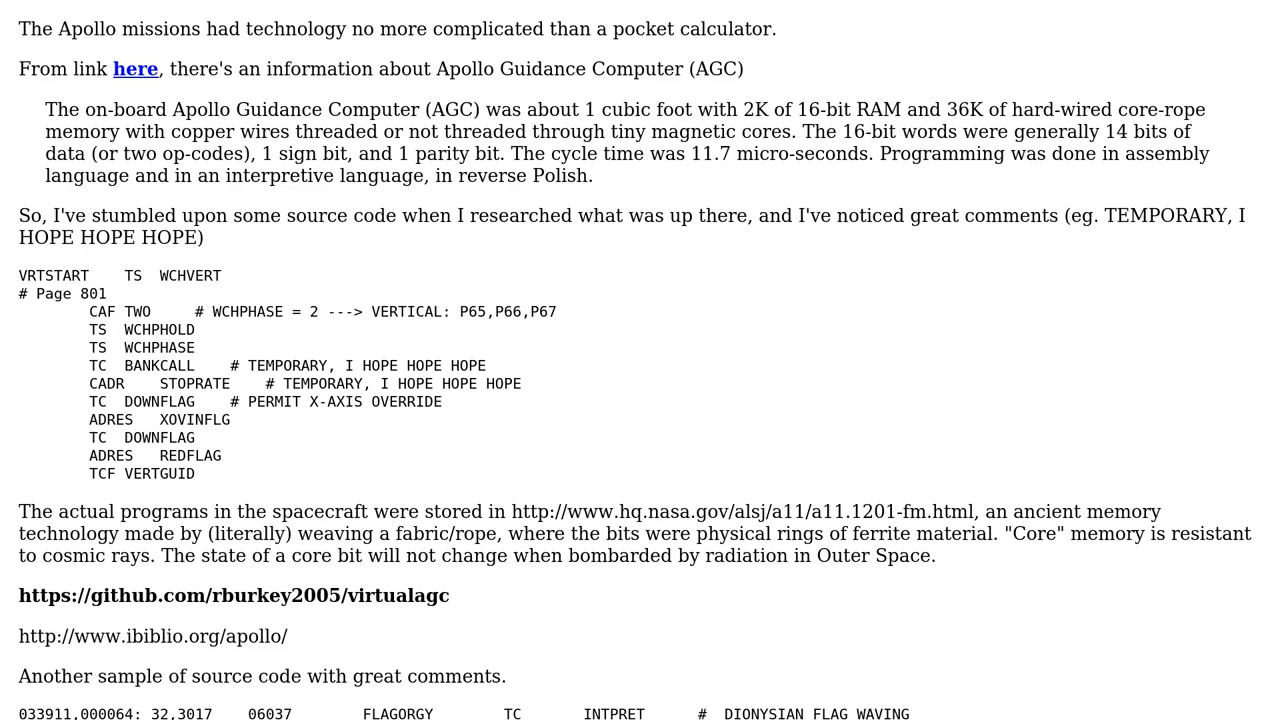 The Apollo missions had technology no more complicated than a pocket calculator.
From link here, there's an information about Apollo Guidance Computer (AGC)
The on-board Apollo Guidance Computer (AGC) was about 1 cubic foot with 2K of 16-bit RAM and 36K of hard-wired core-rope
memory with copper wires threaded or not threaded through tiny magnetic cores. The 16-bit words were generally 14 bits of
data (or two op-codes), 1 sign bit, and 1 parity bit. The cycle time was 11.7 micro-seconds. Programming was done in assembly
language and in an interpretive language, in reverse Polish.
So, I've stumbled upon some source code when I researched what was up there, and I've noticed great comments (eg. TEMPORARY, I
HOPE HOPE HOPE)
VRTSTART    TS  WCHVERT
# Page 801
        CAF TWO     # WCHPHASE = 2 ---> VERTICAL: P65,P66,P67
        TS  WCHPHOLD
        TS  WCHPHASE
        TC  BANKCALL    # TEMPORARY, I HOPE HOPE HOPE
        CADR    STOPRATE    # TEMPORARY, I HOPE HOPE HOPE
        TC  DOWNFLAG    # PERMIT X-AXIS OVERRIDE
        ADRES   XOVINFLG
        TC  DOWNFLAG
        ADRES   REDFLAG
        TCF VERTGUID
The actual programs in the spacecraft were stored in http://www.hq.nasa.gov/alsj/a11/a11.1201-fm.html, an ancient memory
technology made by (literally) weaving a fabric/rope, where the bits were physical rings of ferrite material. "Core" memory is resistant
to cosmic rays. The state of a core bit will not change when bombarded by radiation in Outer Space.
https://github.com/rburkey2005/virtualagc
http://www.ibiblio.org/apollo/
Another sample of source code with great comments.
033911,000064: 32,3017    06037        FLAGORGY        TC       INTPRET      #  DIONYSIAN FLAG WAVING